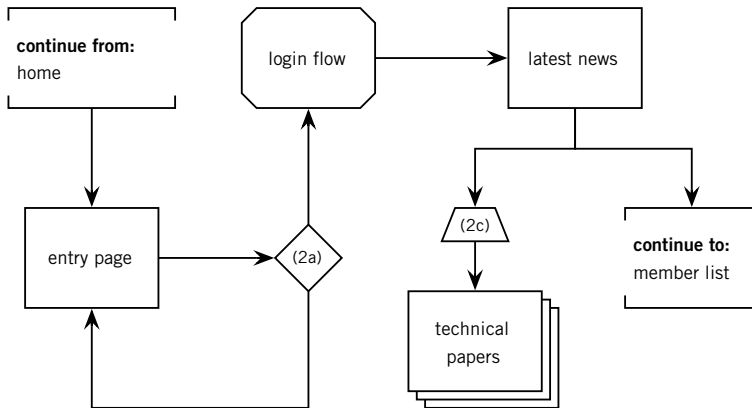 continue from:
home
login flow
latest news
entry page
(2a)
(2c)
continue to:
member list
technical
papers